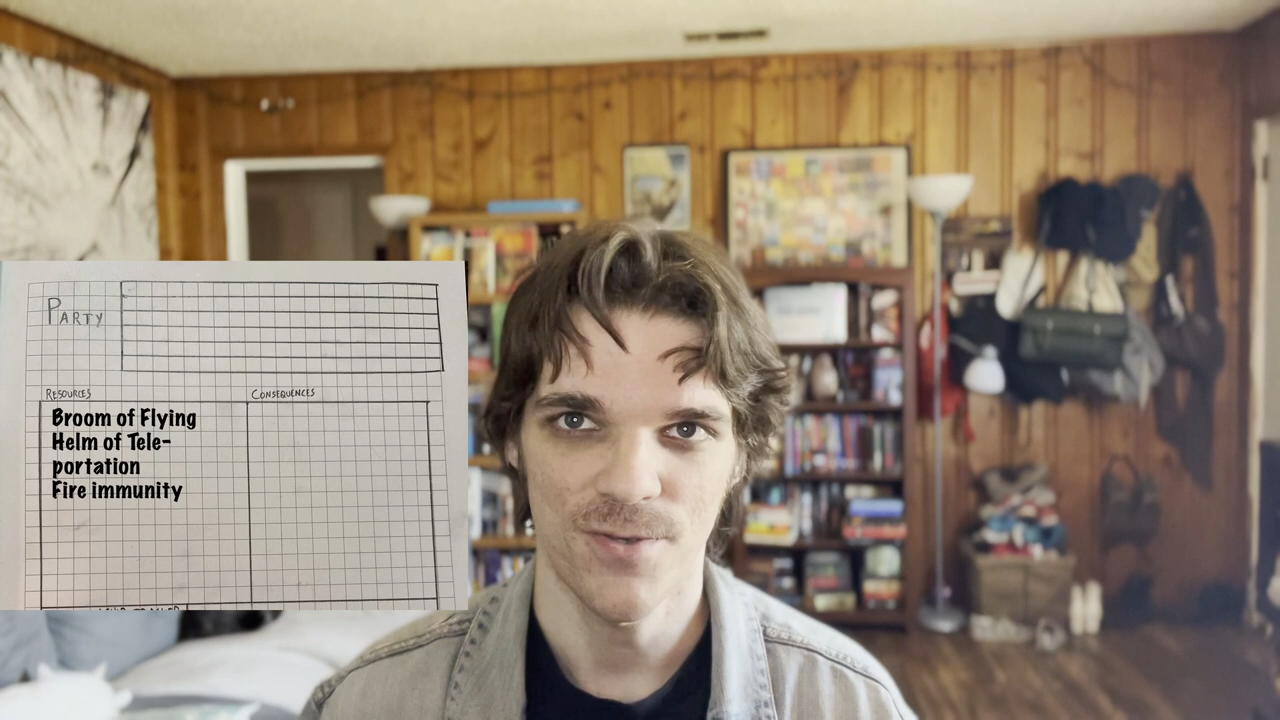 PARTY
RESOURCES
CONSEQUENCES
Broom of Flying
Helm of Tele-
portation
Fire immunity